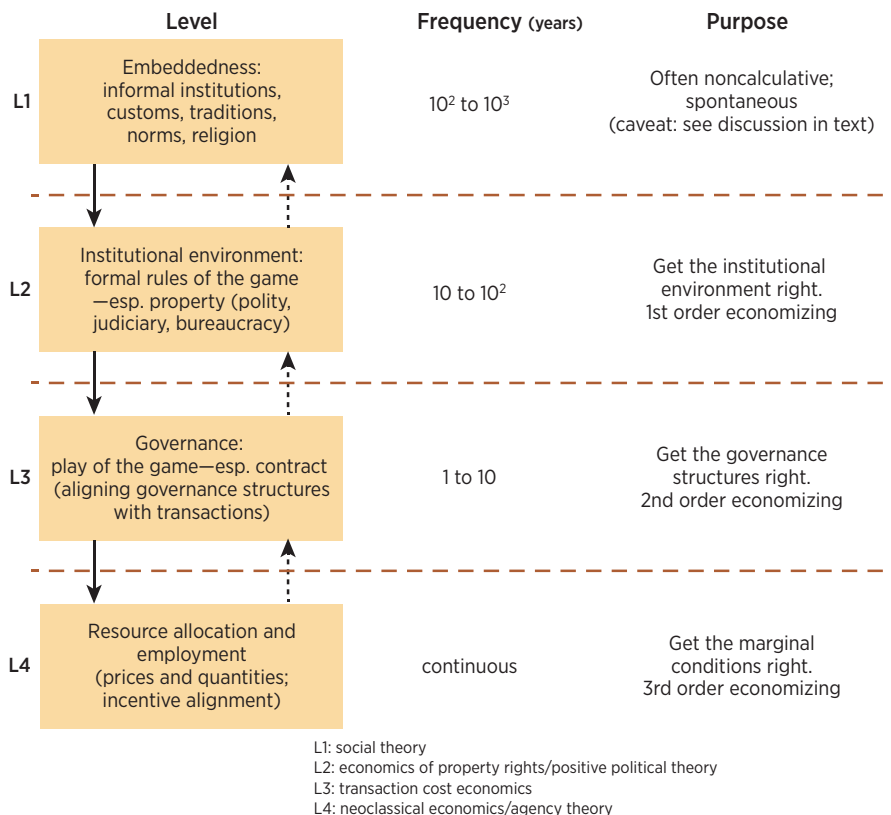 Level
Frequency (years)
Purpose
L1
Embeddedness:
informal institutions,
customs, traditions,
norms, religion
10² to 10³
Often noncalculative;
spontaneous
(caveat: see discussion in text)
L2
Institutional environment:
formal rules of the game
—esp. property (polity,
judiciary, bureaucracy)
10 to 10²
Get the institutional
environment right.
1st order economizing
L3
Governance:
play of the game—esp. contract
(aligning governance structures
with transactions)
1 to 10
Get the governance
structures right.
2nd order economizing
L4
Resource allocation and
employment
(prices and quantities;
incentive alignment)
continuous
Get the marginal
conditions right.
3rd order economizing
L1: social theory
L2: economics of property rights/positive political theory
L3: transaction cost economics
L4: neoclassical economics/agency theory